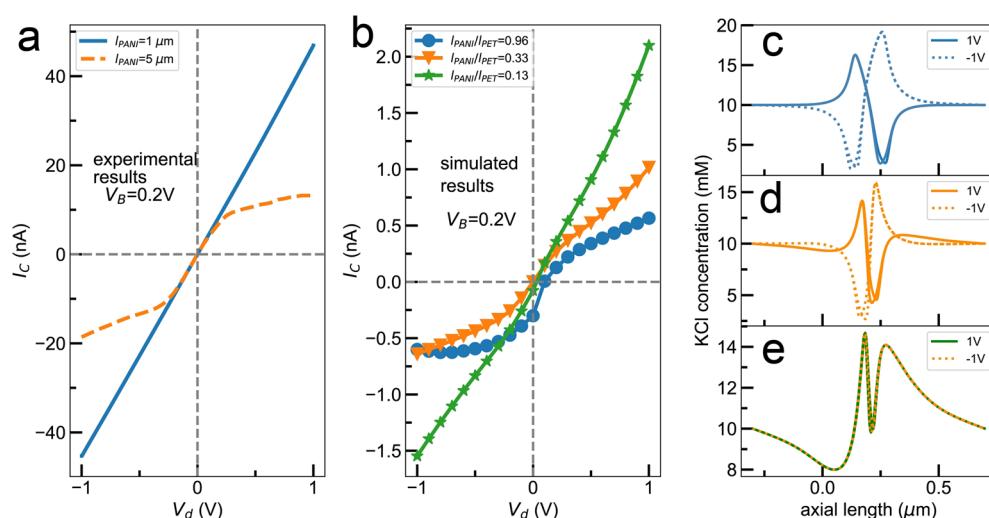 a
l_PANI=1 μm
l_PANI=5 μm
experimental
results
V_B=0.2V
40
20
0
−20
−40
I_C (nA)
−1
0
1
V_d (V)
b
l_PANI/l_PET=0.96
l_PANI/l_PET=0.33
l_PANI/l_PET=0.13
simulated
results
V_B=0.2V
2.0
1.5
1.0
0.5
0.0
−0.5
−1.0
−1.5
I_C (nA)
−1
0
1
V_d (V)
c
1V
-1V
15
10
5
d
1V
-1V
15
10
5
e
1V
-1V
14
12
10
8
KCl concentration (mM)
0.0
0.5
axial length (μm)